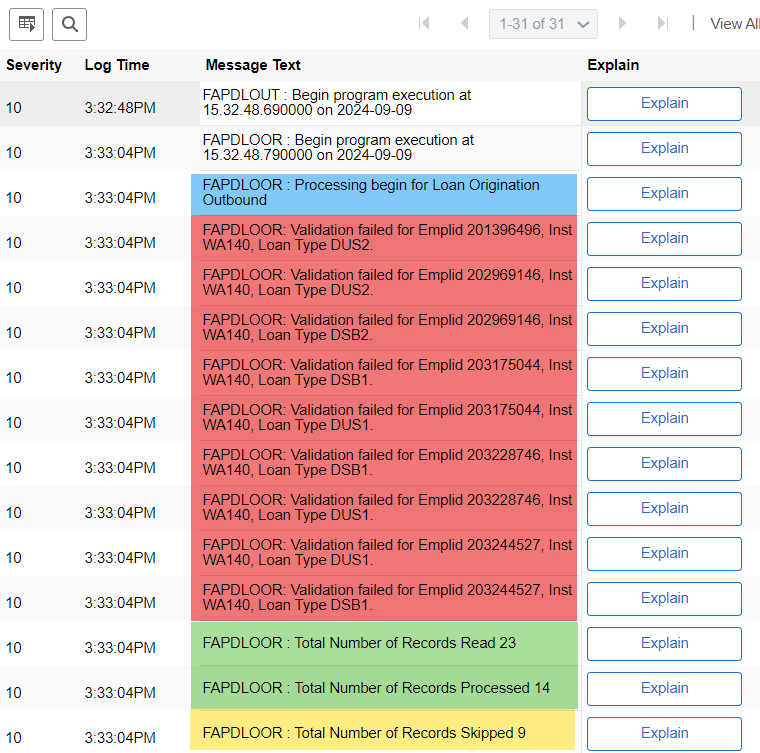 1-31 of 31
View All
Severity Log Time Message Text Explain
10 3:32:48PM FAPDLOUT : Begin program execution at Explain
15.32.48.690000 on 2024-09-09
10 3:33:04PM FAPDLOOR : Begin program execution at Explain
15.32.48.790000 on 2024-09-09
10 3:33:04PM FAPDLOOR : Processing begin for Loan Origination Explain
Outbound
10 3:33:04PM FAPDLOOR: Validation failed for Emplid 201396496, Inst Explain
WA140, Loan Type DUS2.
10 3:33:04PM FAPDLOOR: Validation failed for Emplid 202969146, Inst Explain
WA140, Loan Type DUS2.
10 3:33:04PM FAPDLOOR: Validation failed for Emplid 202969146, Inst Explain
WA140, Loan Type DSB2.
10 3:33:04PM FAPDLOOR: Validation failed for Emplid 203175044, Inst Explain
WA140, Loan Type DSB1.
10 3:33:04PM FAPDLOOR: Validation failed for Emplid 203175044, Inst Explain
WA140, Loan Type DUS1.
10 3:33:04PM FAPDLOOR: Validation failed for Emplid 203228746, Inst Explain
WA140, Loan Type DSB1.
10 3:33:04PM FAPDLOOR: Validation failed for Emplid 203228746, Inst Explain
WA140, Loan Type DUS1.
10 3:33:04PM FAPDLOOR: Validation failed for Emplid 203244527, Inst Explain
WA140, Loan Type DUS1.
10 3:33:04PM FAPDLOOR: Validation failed for Emplid 203244527, Inst Explain
WA140, Loan Type DSB1.
10 3:33:04PM FAPDLOOR : Total Number of Records Read 23 Explain
10 3:33:04PM FAPDLOOR : Total Number of Records Processed 14 Explain
10 3:33:04PM FAPDLOOR : Total Number of Records Skipped 9 Explain